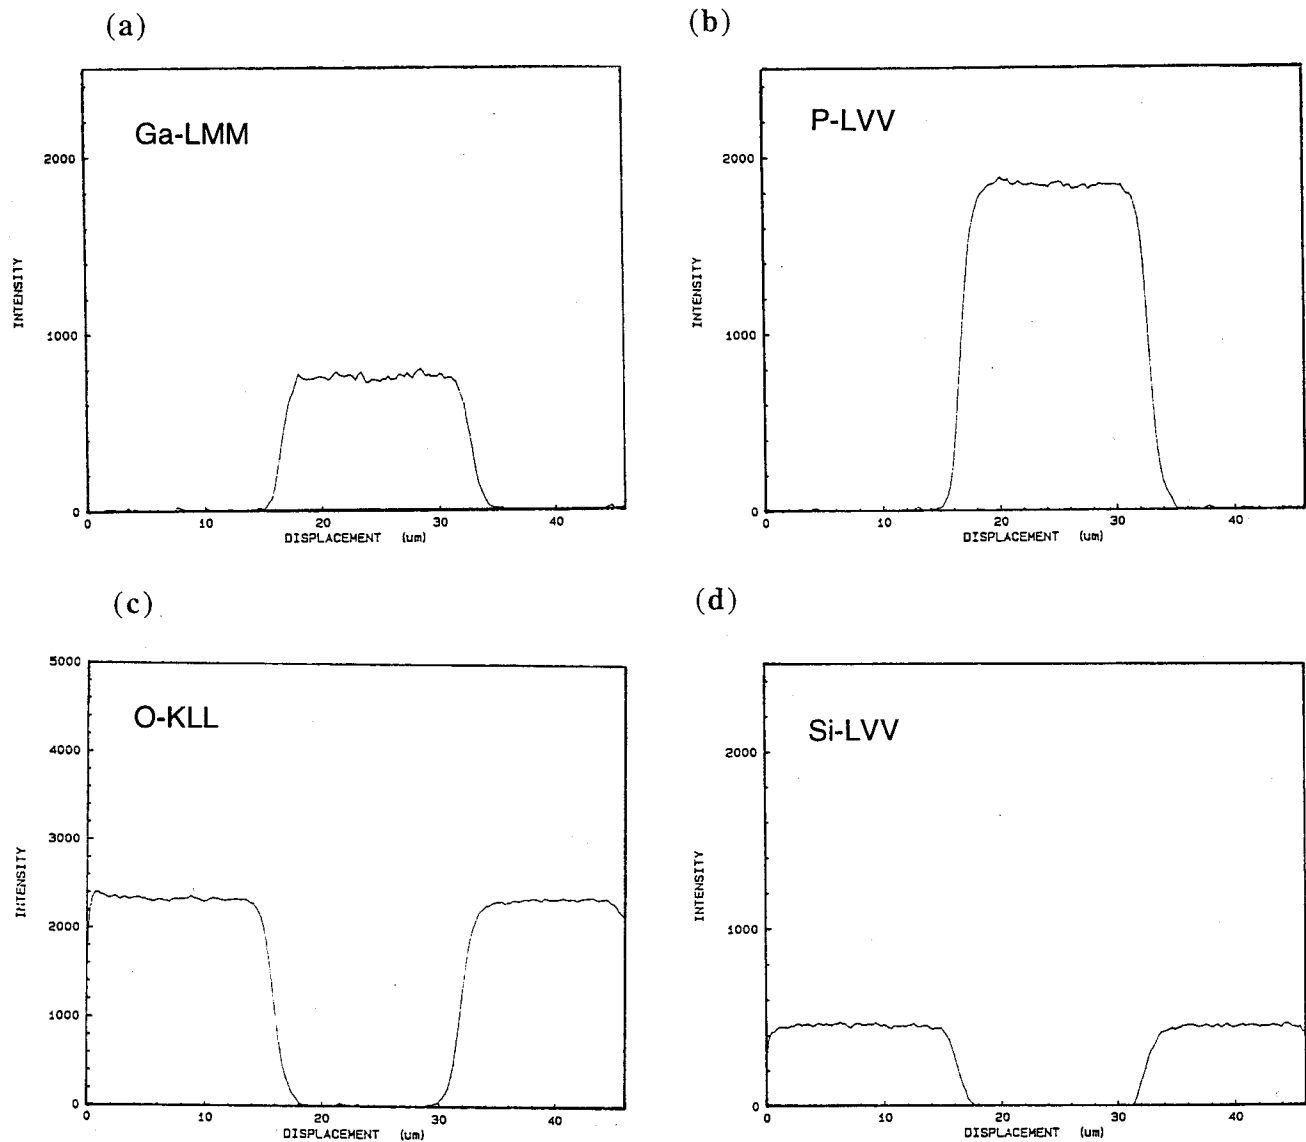 (a)
Ga-LMM
2000
1000
0
INTENSITY
0 10 20 30 40
DISPLACEMENT (um)
(b)
P-LVV
2000
1000
0
INTENSITY
0 10 20 30 40
DISPLACEMENT (um)
(c)
O-KLL
5000
4000
3000
2000
1000
0
INTENSITY
0 10 20 30 40
DISPLACEMENT (um)
(d)
Si-LVV
2000
1000
0
INTENSITY
0 10 20 30 40
DISPLACEMENT (um)